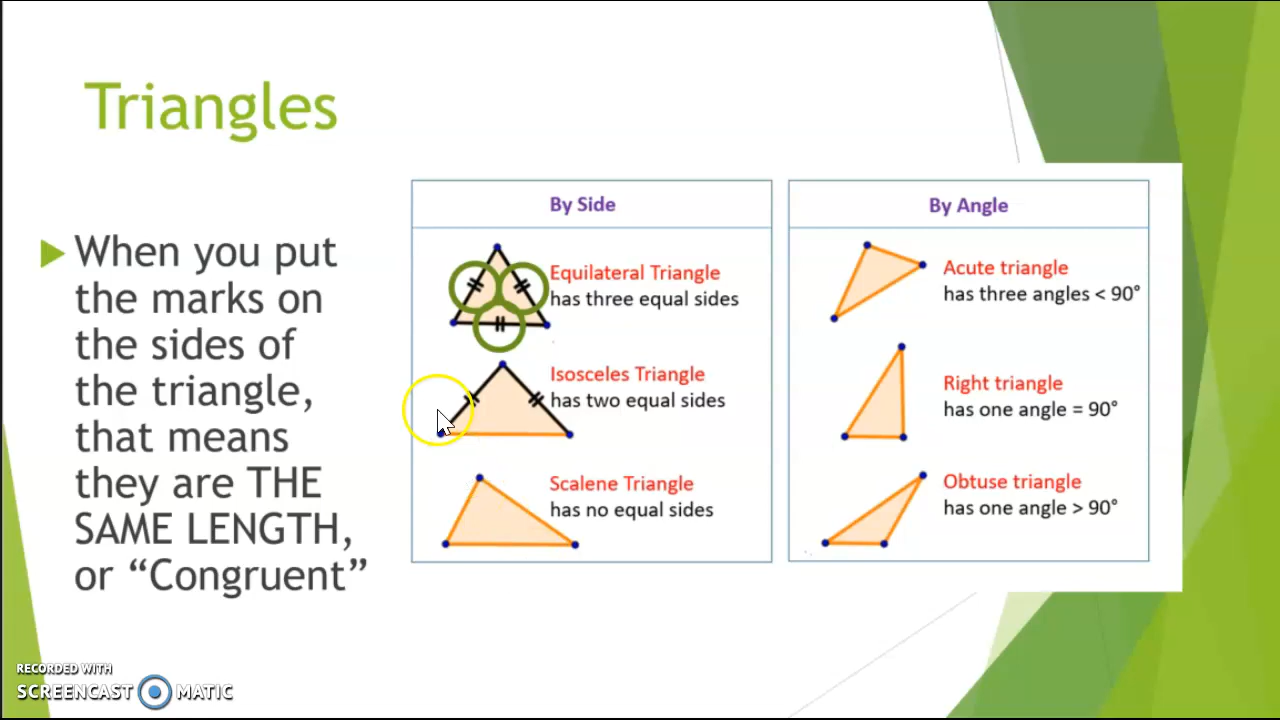 Triangles
When you put
the marks on
the sides of
the triangle,
that means
they are THE
SAME LENGTH,
or “Congruent”
By Side
Equilateral Triangle
has three equal sides
Isosceles Triangle
has two equal sides
Scalene Triangle
has no equal sides
By Angle
Acute triangle
has three angles < 90°
Right triangle
has one angle = 90°
Obtuse triangle
has one angle > 90°
RECORDED WITH
SCREENCAST MATIC